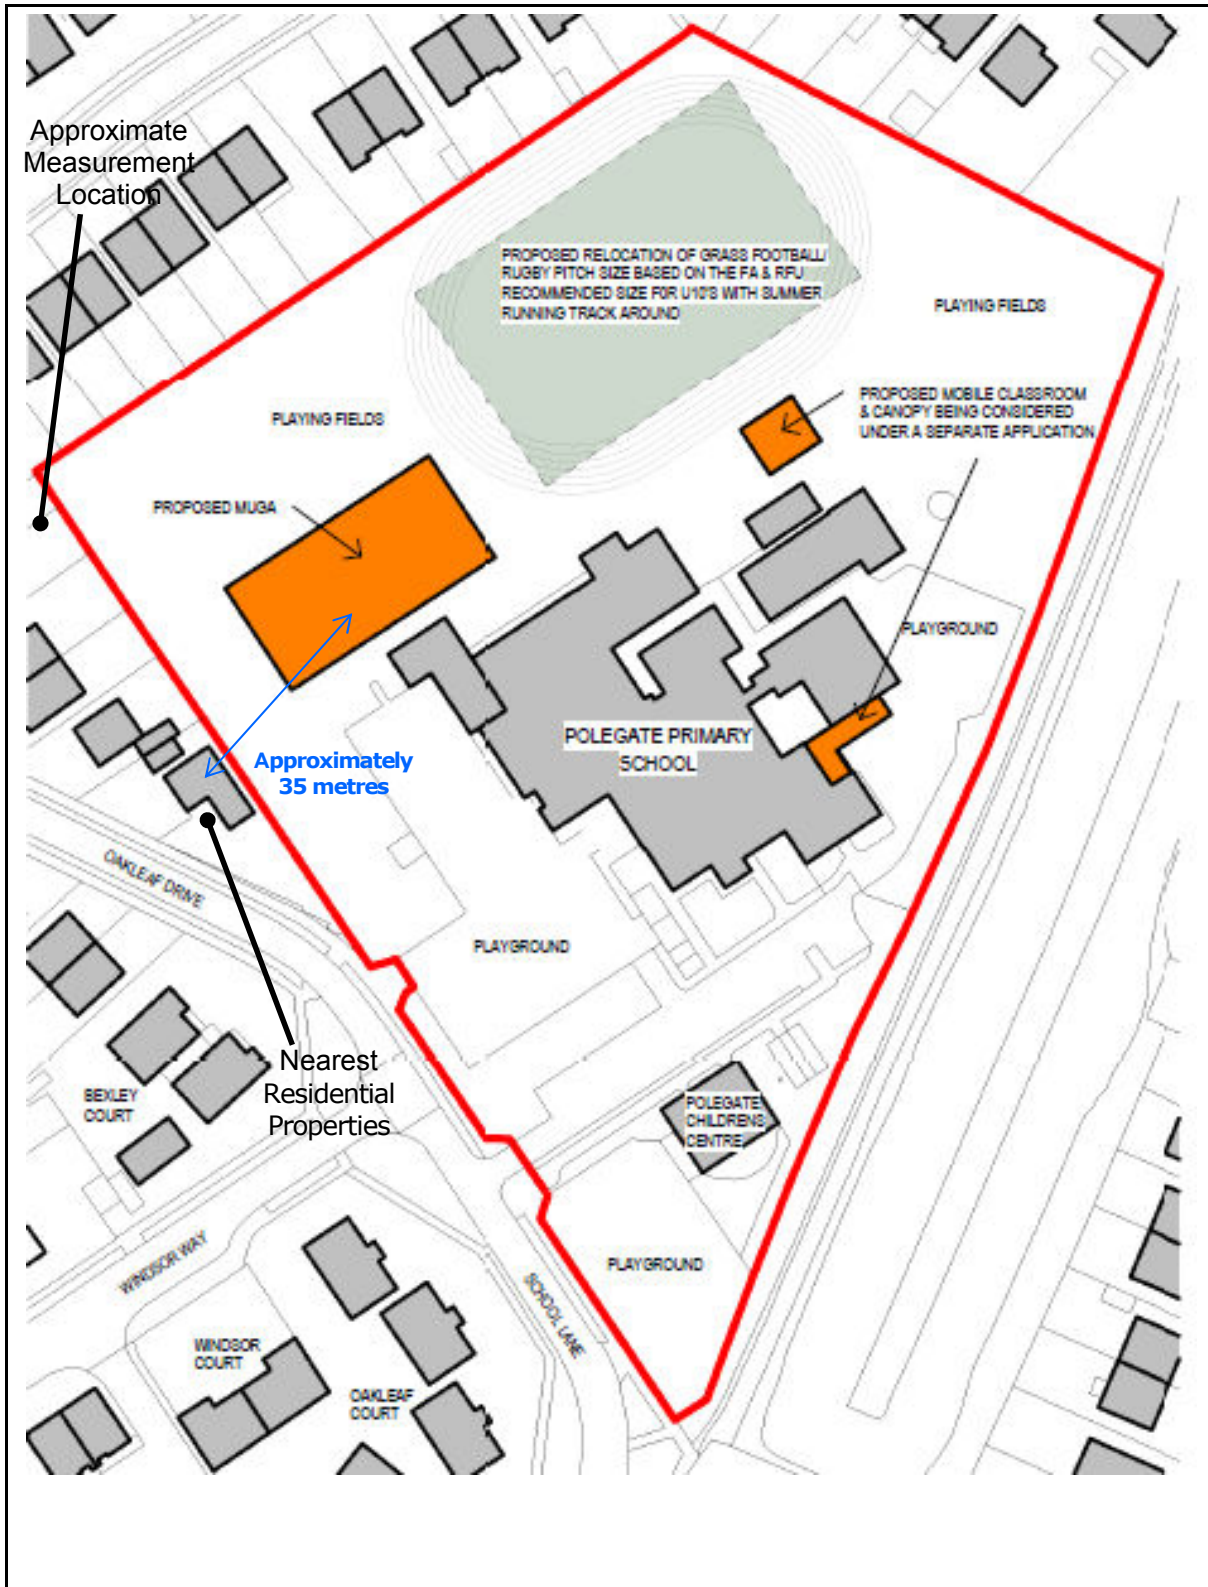 Approximate
Measurement
Location
PROPOSED RELOCATION OF GRASS FOOTBALL/
RUGBY PITCH SIZE BASED ON THE FA & RFU
RECOMMENDED SIZE FOR U10'S WITH SUMMER
RUNNING TRACK AROUND
PLAYING FIELDS
PROPOSED MOBILE CLASSROOM
& CANOPY BEING CONSIDERED
UNDER A SEPARATE APPLICATION
PLAYING FIELDS
PROPOSED MUGA
PLAYGROUND
POLEGATE PRIMARY
SCHOOL
Approximately
35 metres
OAKLEAF DRIVE
PLAYGROUND
Nearest
Residential
Properties
BEXLEY
COURT
POLEGATE
CHILDRENS
CENTRE
WINDSOR WAY
PLAYGROUND
SCHOOL LANE
WINDSOR
COURT
OAKLEAF
COURT